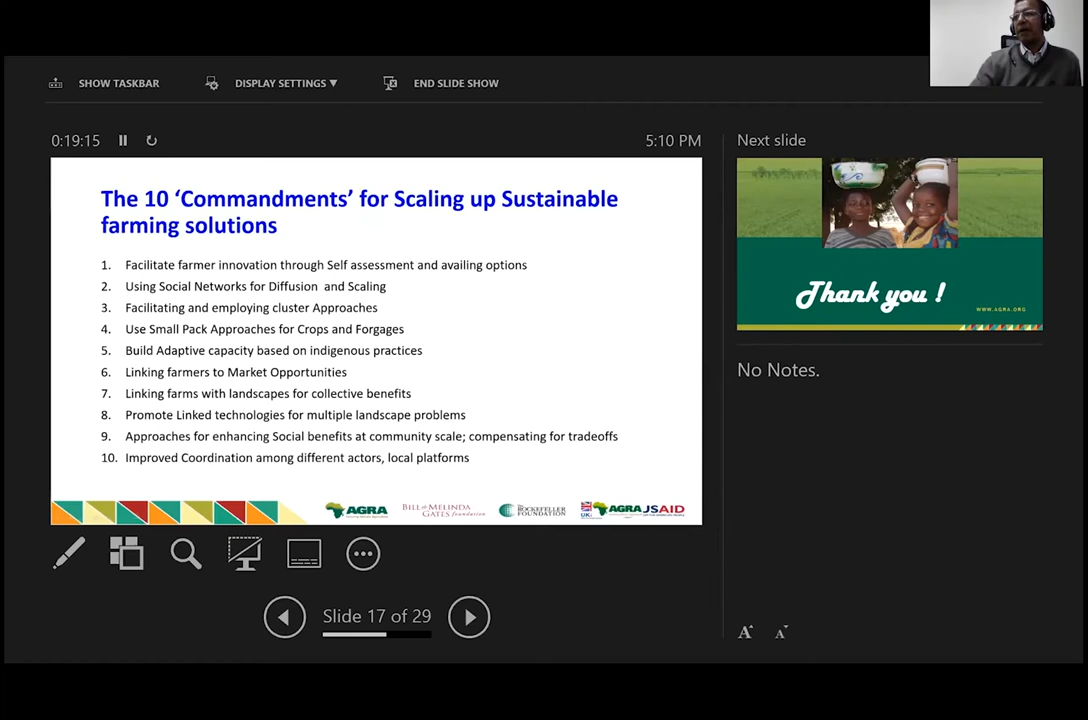 SHOW TASKBAR
DISPLAY SETTINGS ▼
END SLIDE SHOW
0:19:15
5:10 PM
Next slide
The 10 ‘Commandments’ for Scaling up Sustainable
farming solutions
1. Facilitate farmer innovation through Self assessment and availing options
2. Using Social Networks for Diffusion and Scaling
3. Facilitating and employing cluster Approaches
4. Use Small Pack Approaches for Crops and Forgages
5. Build Adaptive capacity based on indigenous practices
6. Linking farmers to Market Opportunities
7. Linking farms with landscapes for collective benefits
8. Promote Linked technologies for multiple landscape problems
9. Approaches for enhancing Social benefits at community scale; compensating for tradeoffs
10. Improved Coordination among different actors, local platforms
AGRA
BILL & MELINDA
GATES foundation
ROCKEFELLER
FOUNDATION
AGRA
USAID
Thank you !
WWW.AGRA.ORG
No Notes.
Slide 17 of 29
A A